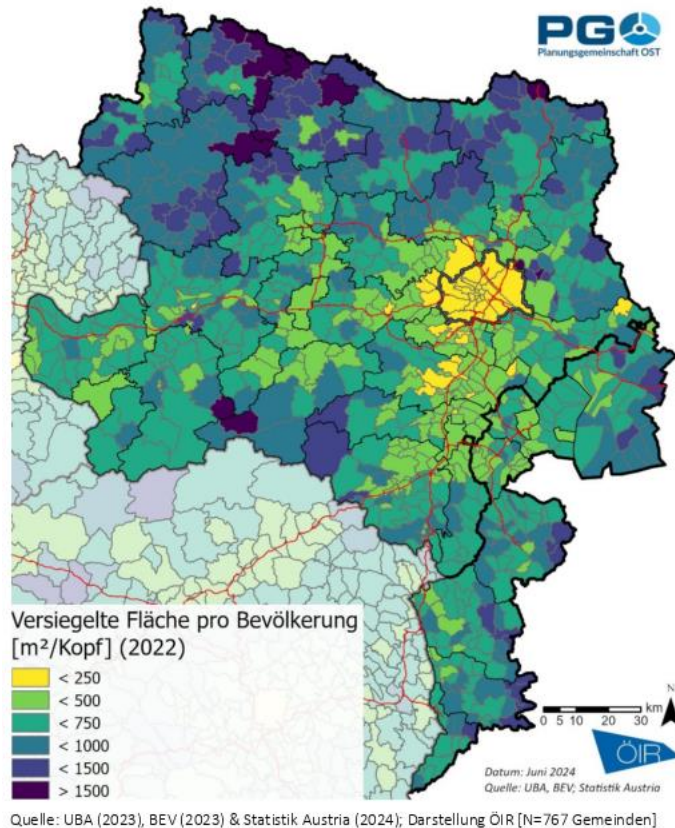 PGO
Planungsgemeinschaft OST
Versiegelte Fläche pro Bevölkerung
[m²/Kopf] (2022)
< 250
< 500
< 750
< 1000
< 1500
> 1500
N
0 5 10 20 30 km
ÖIR
Datum: Juni 2024
Quelle: UBA, BEV; Statistik Austria
Quelle: UBA (2023), BEV (2023) & Statistik Austria (2024); Darstellung ÖIR [N=767 Gemeinden]